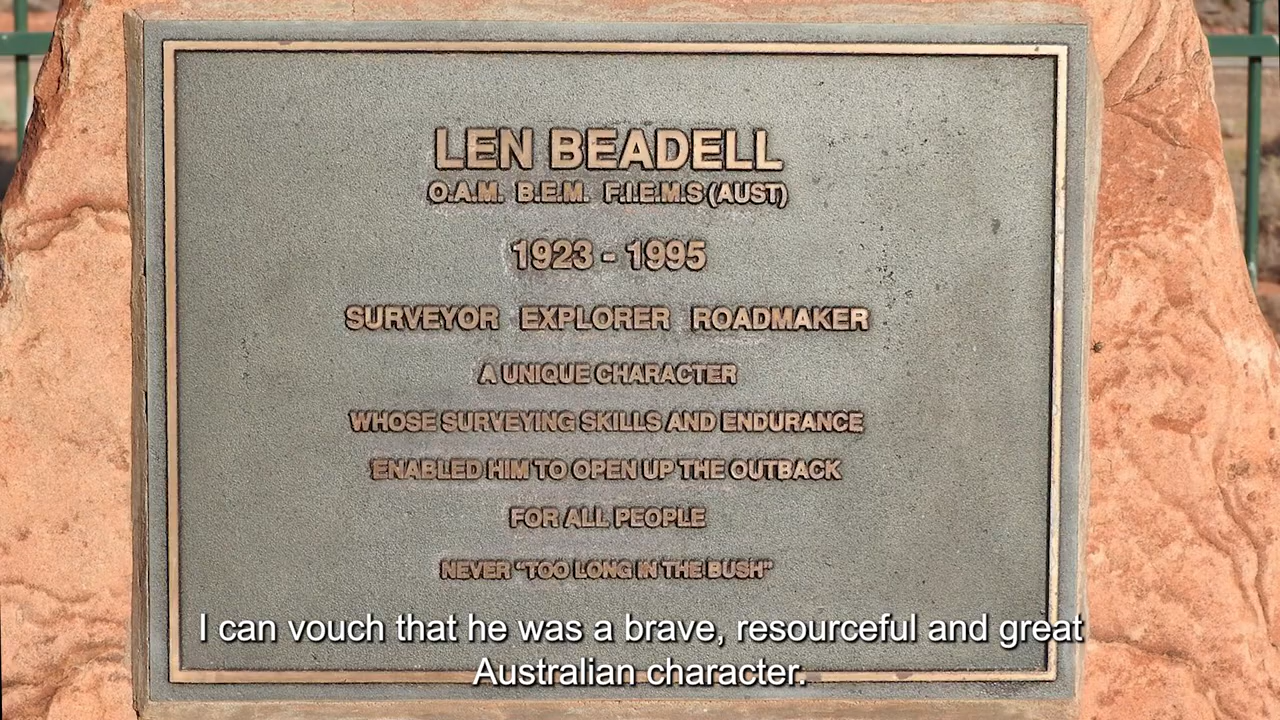 LEN BEADELL
O.A.M. B.E.M. F.I.E.M.S (AUST)
1923 - 1995
SURVEYOR EXPLORER ROADMAKER
A UNIQUE CHARACTER
WHOSE SURVEYING SKILLS AND ENDURANCE
ENABLED HIM TO OPEN UP THE OUTBACK
FOR ALL PEOPLE
NEVER “TOO LONG IN THE BUSH”
I can vouch that he was a brave, resourceful and great
Australian character.